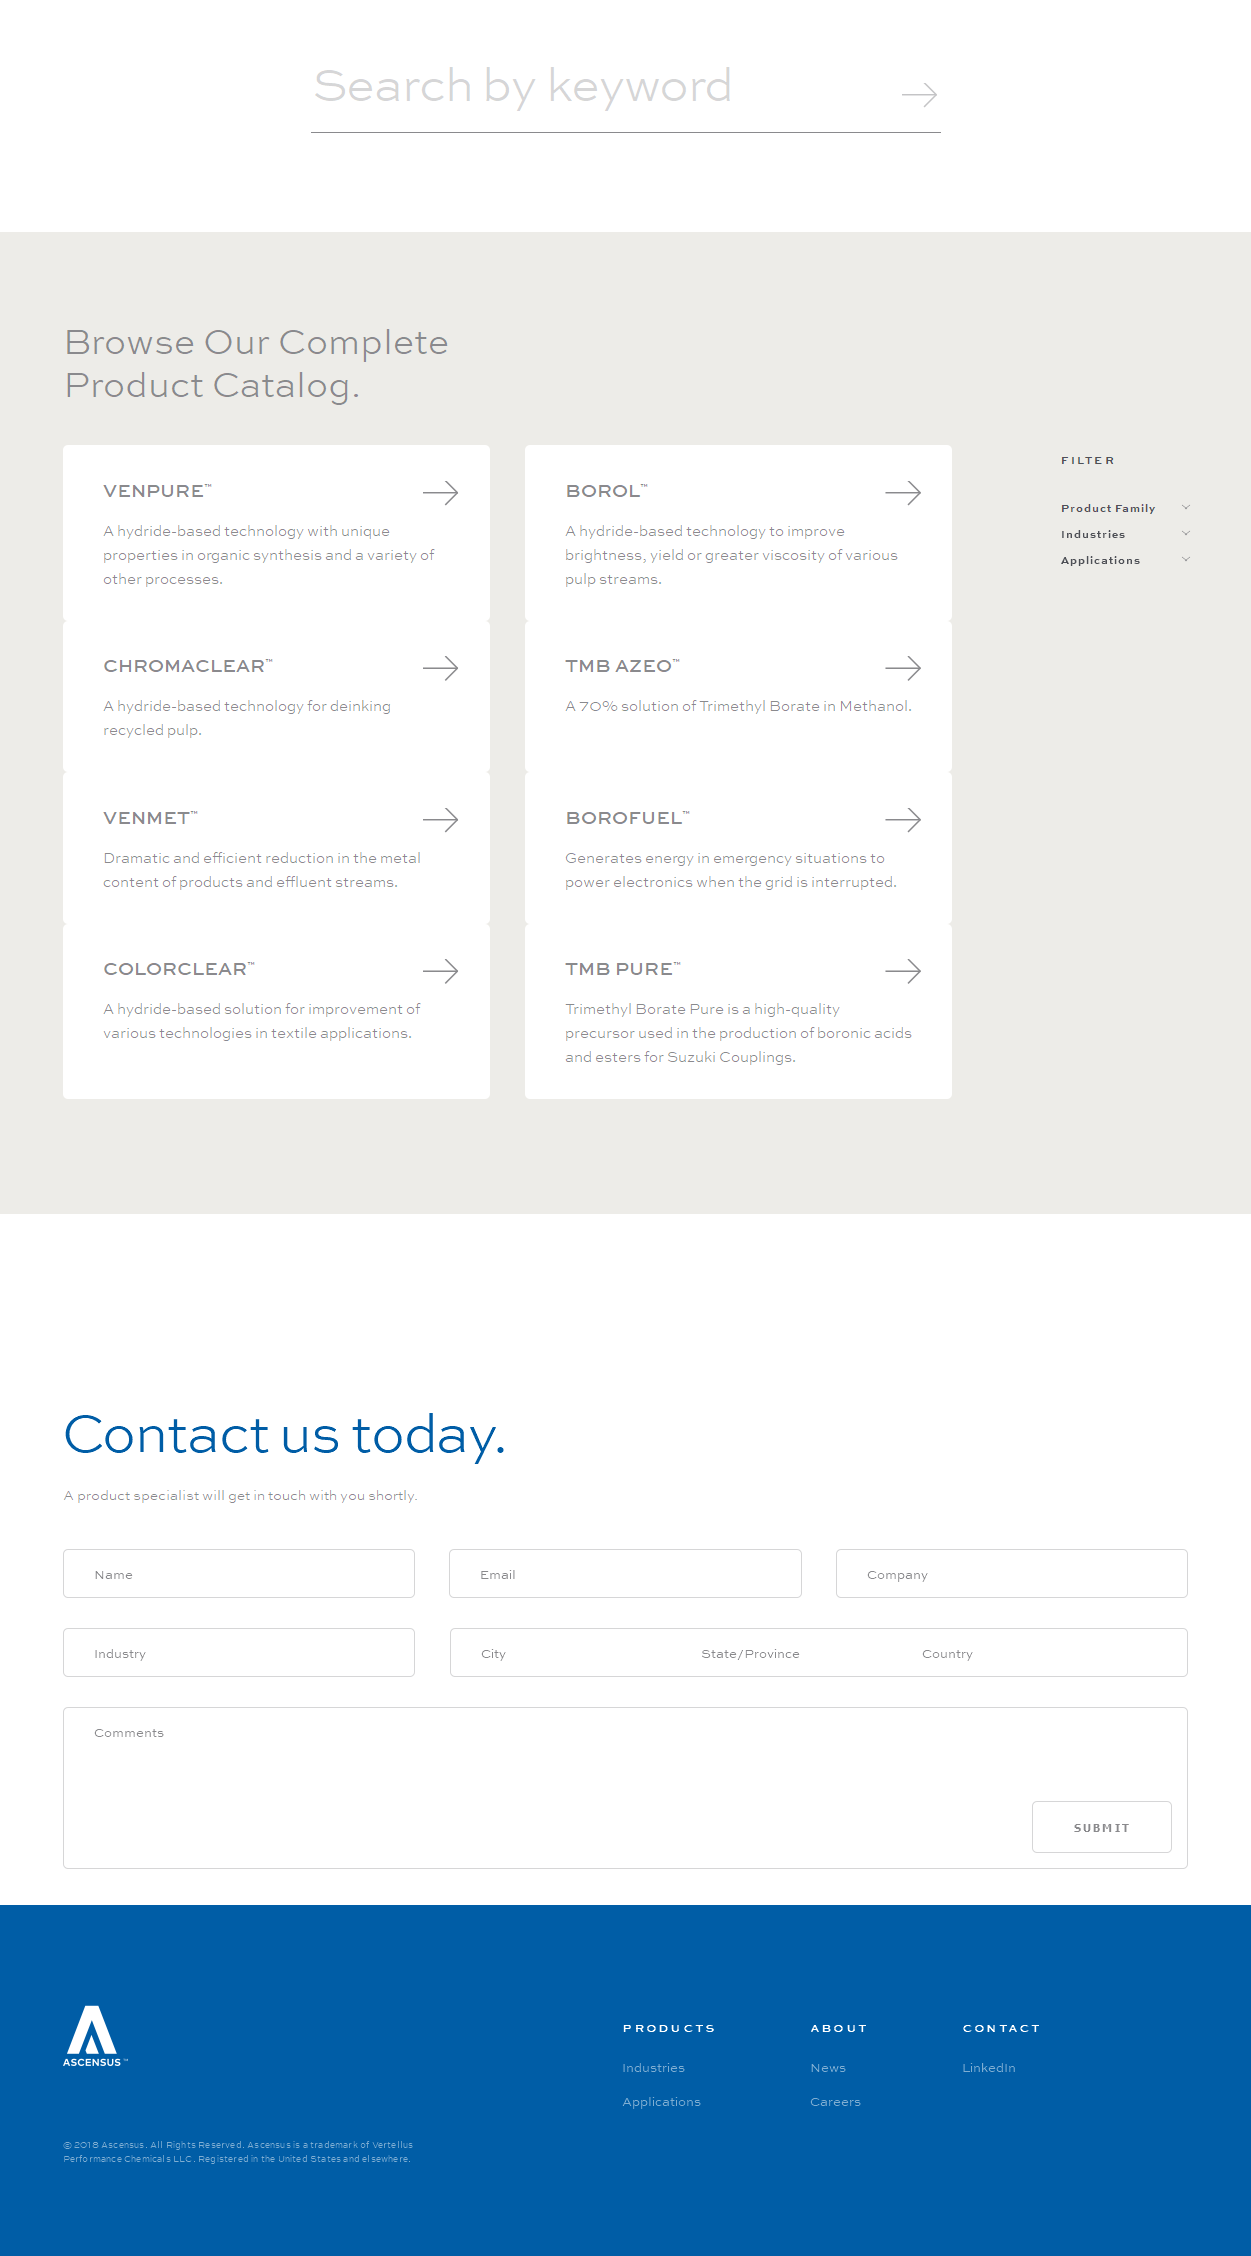 Search by keyword
Browse Our Complete
Product Catalog.
VENPURE™
A hydride-based technology with unique
properties in organic synthesis and a variety of
other processes.
BOROL™
A hydride-based technology to improve
brightness, yield or greater viscosity of various
pulp streams.
FILTER
Product Family
Industries
Applications
CHROMACLEAR™
A hydride-based technology for deinking
recycled pulp.
TMB AZEO™
A 70% solution of Trimethyl Borate in Methanol.
VENMET™
Dramatic and efficient reduction in the metal
content of products and effluent streams.
BOROFUEL™
Generates energy in emergency situations to
power electronics when the grid is interrupted.
COLORCLEAR™
A hydride-based solution for improvement of
various technologies in textile applications.
TMB PURE™
Trimethyl Borate Pure is a high-quality
precursor used in the production of boronic acids
and esters for Suzuki Couplings.
Contact us today.
A product specialist will get in touch with you shortly.
Name
Email
Company
Industry
City
State/Province
Country
Comments
SUBMIT
ASCENSUS™
PRODUCTS
Industries
Applications
ABOUT
News
Careers
CONTACT
LinkedIn
© 2018 Ascensus. All Rights Reserved. Ascensus is a trademark of Vertellus
Performance Chemicals LLC. Registered in the United States and elsewhere.